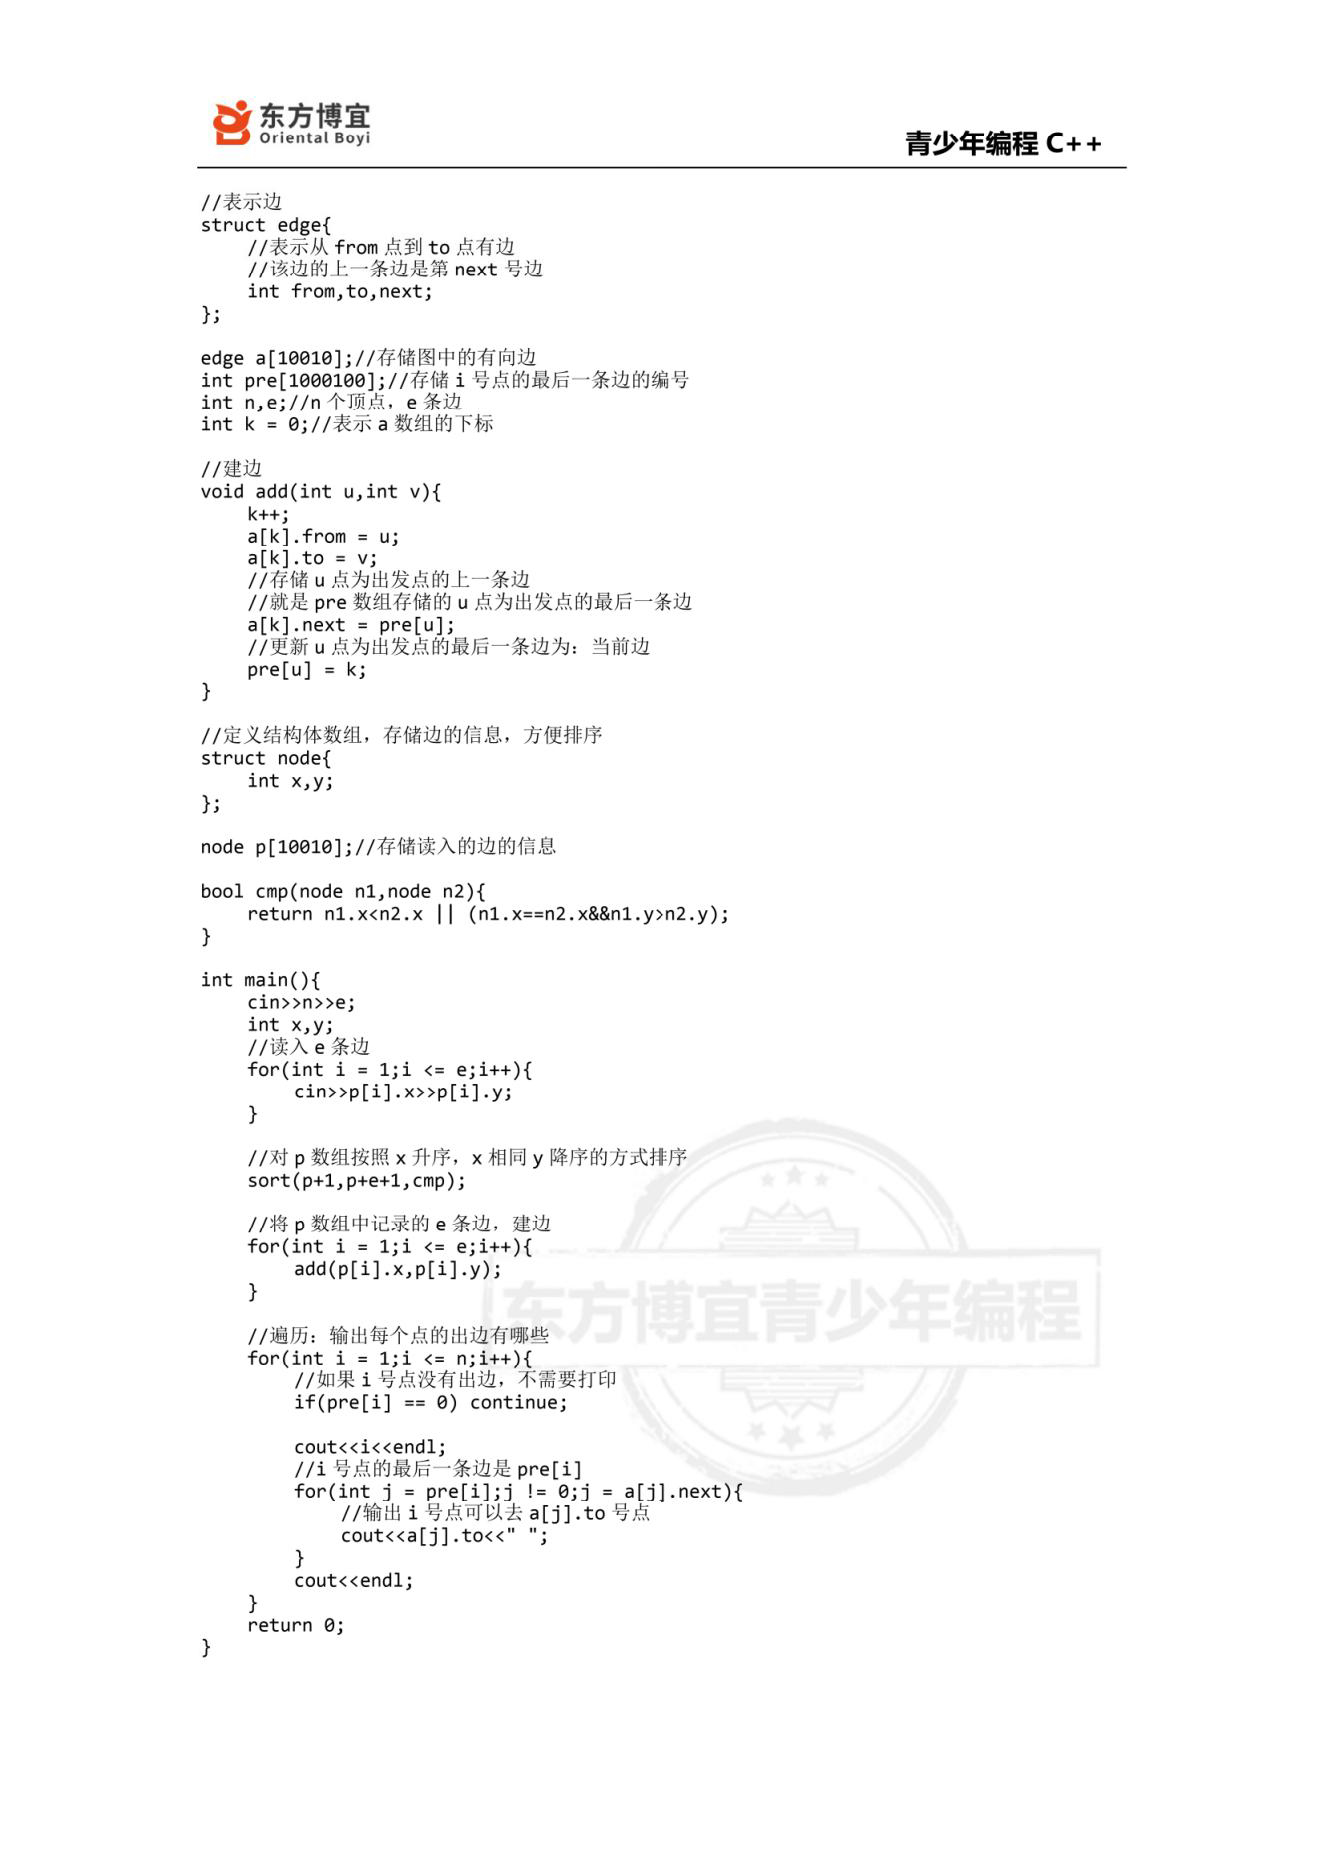 东方博宜
Oriental Boyi
青少年编程 C++
//表示边
struct edge{
    //表示从 from 点到 to 点有边
    //该边的上一条边是第 next 号边
    int from,to,next;
};

edge a[10010];//存储图中的有向边
int pre[1000100];//存储 i 号点的最后一条边的编号
int n,e;//n 个顶点，e 条边
int k = 0;//表示 a 数组的下标

//建边
void add(int u,int v){
    k++;
    a[k].from = u;
    a[k].to = v;
    //存储 u 点为出发点的上一条边
    //就是 pre 数组存储的 u 点为出发点的最后一条边
    a[k].next = pre[u];
    //更新 u 点为出发点的最后一条边为：当前边
    pre[u] = k;
}

//定义结构体数组，存储边的信息，方便排序
struct node{
    int x,y;
};

node p[10010];//存储读入的边的信息

bool cmp(node n1,node n2){
    return n1.x<n2.x || (n1.x==n2.x&&n1.y>n2.y);
}

int main(){
    cin>>n>>e;
    int x,y;
    //读入 e 条边
    for(int i = 1;i <= e;i++){
        cin>>p[i].x>>p[i].y;
    }

    //对 p 数组按照 x 升序，x 相同 y 降序的方式排序
    sort(p+1,p+e+1,cmp);

    //将 p 数组中记录的 e 条边，建边
    for(int i = 1;i <= e;i++){
        add(p[i].x,p[i].y);
    }
东方博宜青少年编程

    //遍历：输出每个点的出边有哪些
    for(int i = 1;i <= n;i++){
        //如果 i 号点没有出边，不需要打印
        if(pre[i] == 0) continue;

        cout<<i<<endl;
        //i 号点的最后一条边是 pre[i]
        for(int j = pre[i];j != 0;j = a[j].next){
            //输出 i 号点可以去 a[j].to 号点
            cout<<a[j].to<<" ";
        }
        cout<<endl;
    }
    return 0;
}